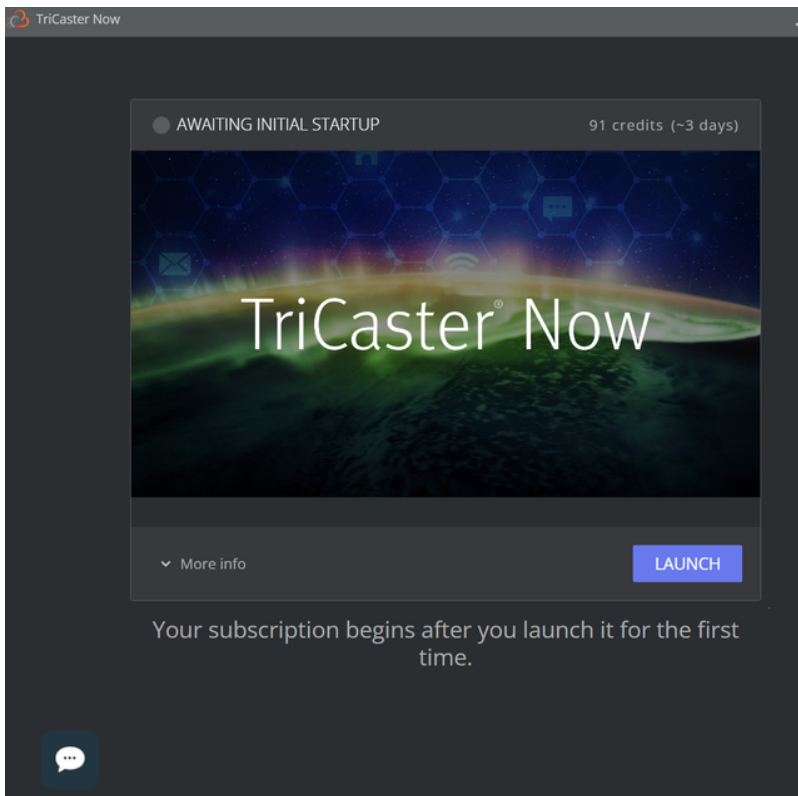 TriCaster Now
AWAITING INITIAL STARTUP
91 credits (~3 days)
TriCaster® Now
More info
LAUNCH
Your subscription begins after you launch it for the first
time.